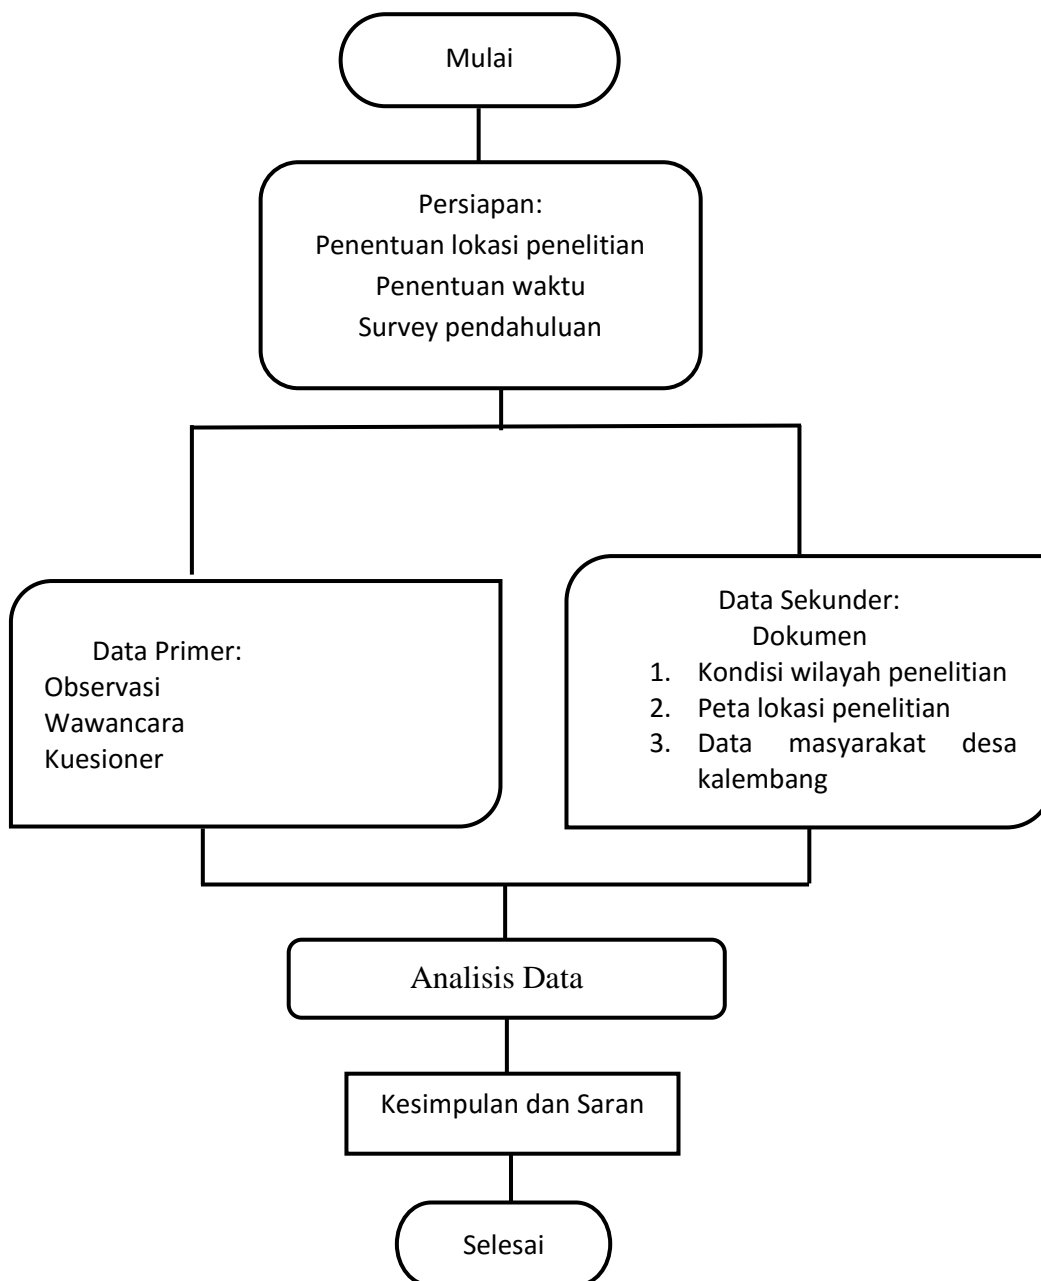 Mulai
Persiapan:
Penentuan lokasi penelitian
Penentuan waktu
Survey pendahuluan
Data Primer:
Observasi
Wawancara
Kuesioner
Data Sekunder:
Dokumen
1. Kondisi wilayah penelitian
2. Peta lokasi penelitian
3. Data masyarakat desa
kalembang
Analisis Data
Kesimpulan dan Saran
Selesai